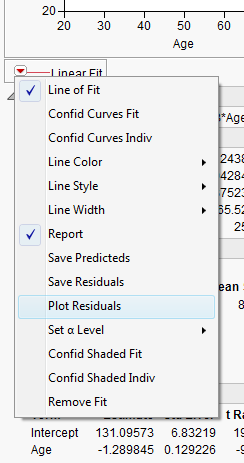 20
20 30 40 50 60
Age
Linear Fit
Line of Fit
Confid Curves Fit
Confid Curves Indiv
Line Color
Line Style
Line Width
Report
Save Predicteds
Save Residuals
Plot Residuals
Set α Level
Confid Shaded Fit
Confid Shaded Indiv
Remove Fit
Intercept 131.09573 6.83219 19
Age -1.289845 0.129226 -9